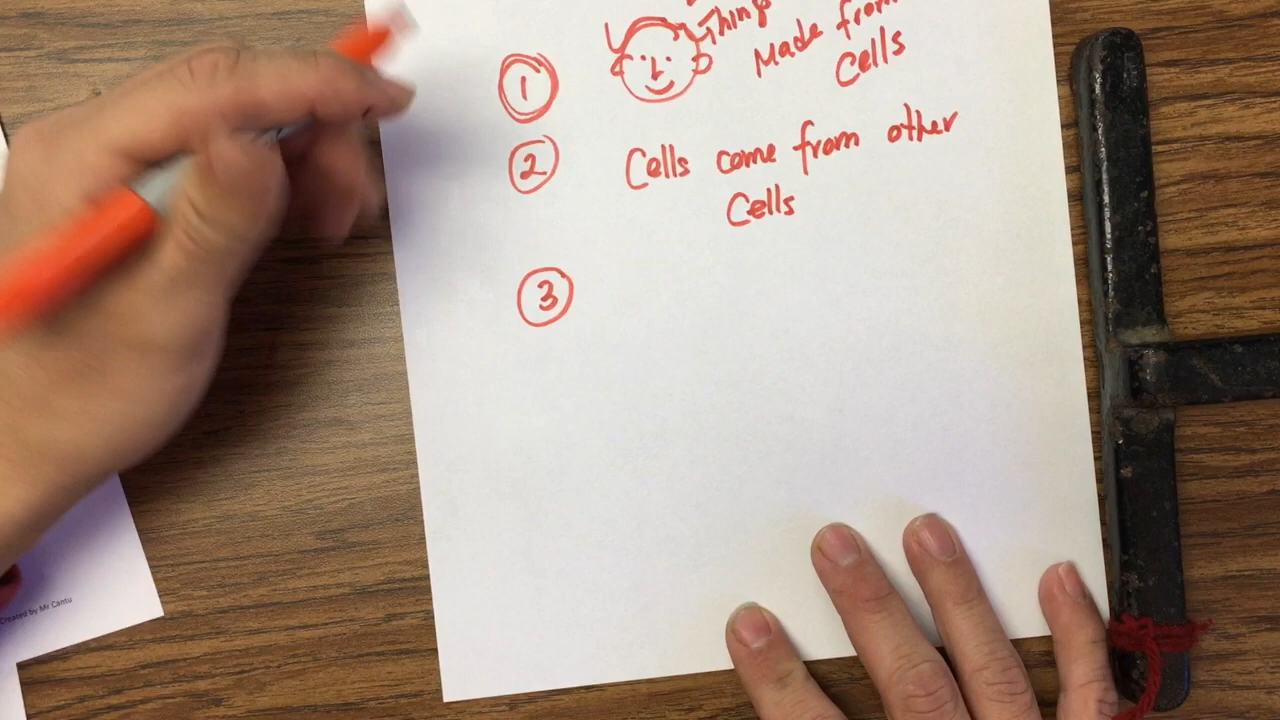 ① Things
Made from
Cells
② Cells come from other
Cells
③
Created by Mr Cantu